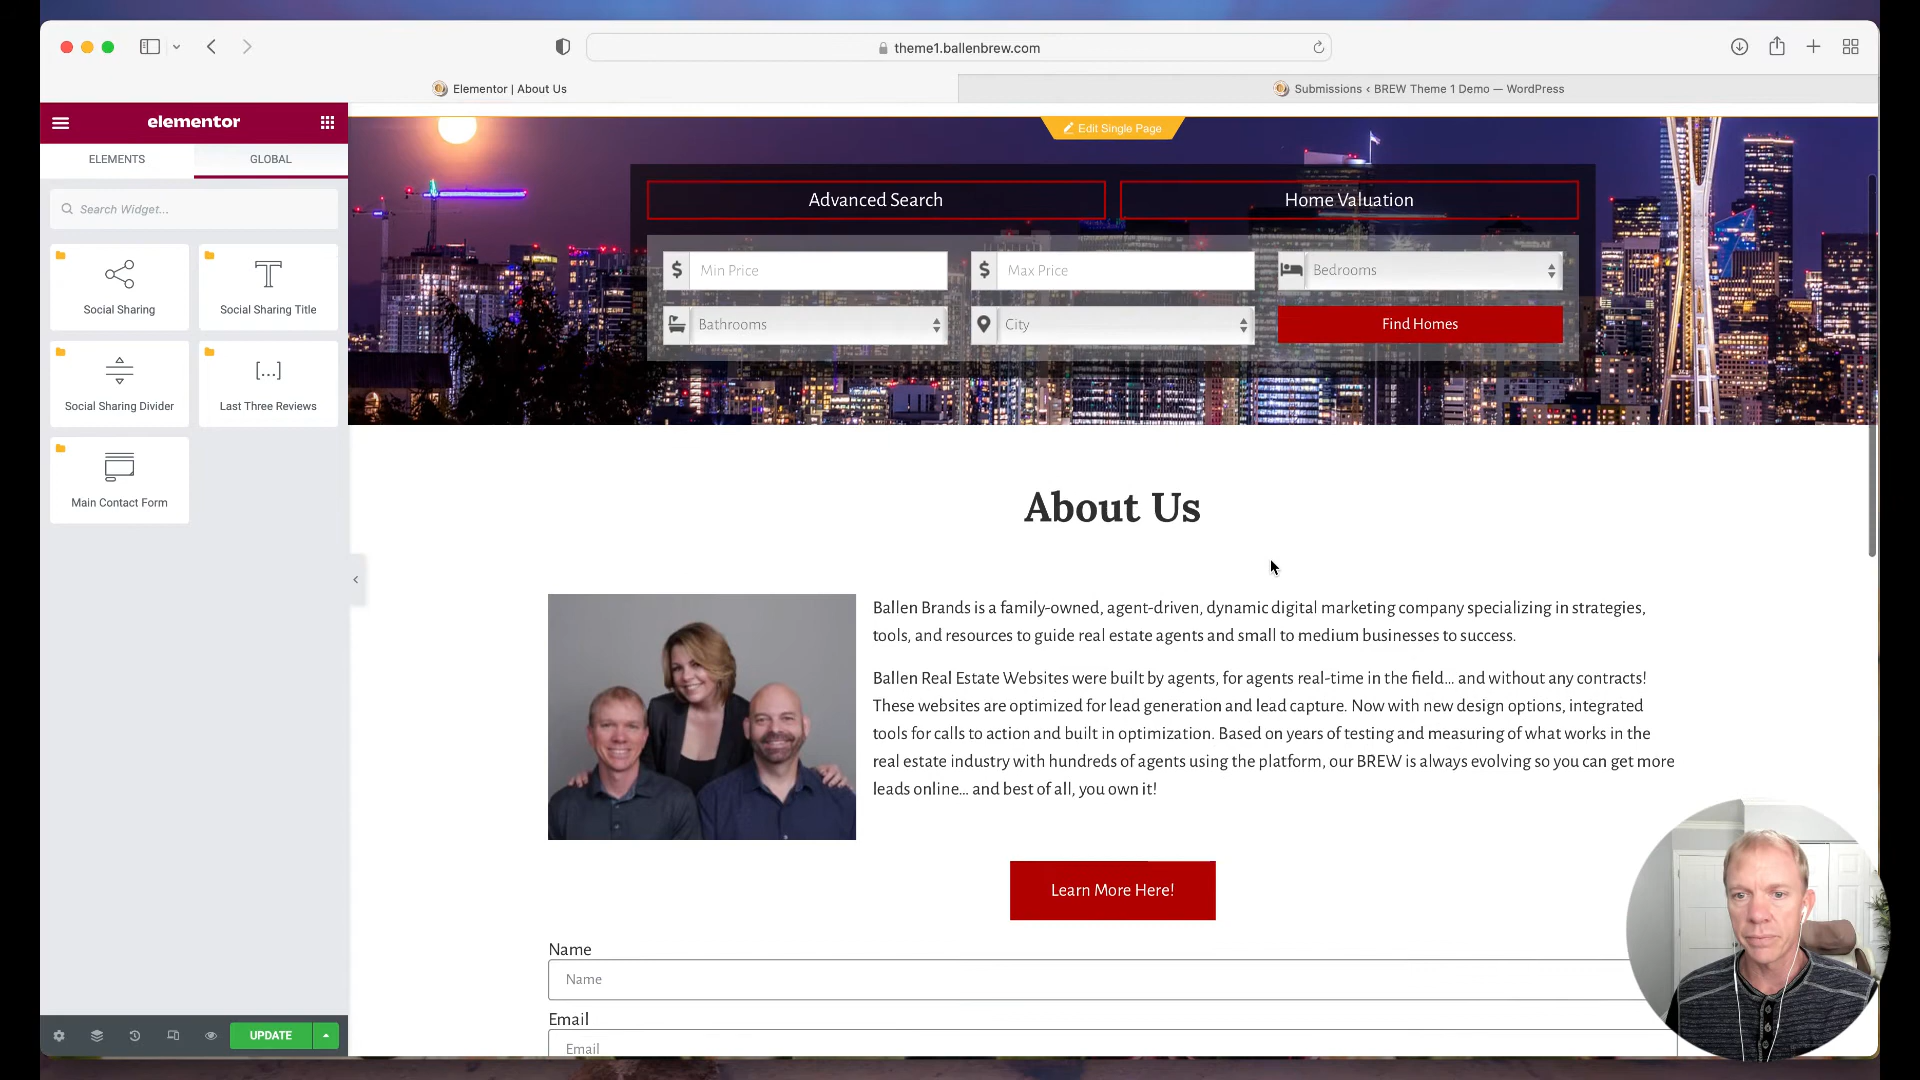 theme1.ballenbrew.com
Elementor | About Us
Submissions ‹ BREW Theme 1 Demo — WordPress
elementor
ELEMENTS
GLOBAL
Search Widget...
Social Sharing
Social Sharing Title
Social Sharing Divider
[...]
Last Three Reviews
Main Contact Form
UPDATE
Edit Single Page
Advanced Search
Home Valuation
$ Min Price
$ Max Price
Bedrooms
Bathrooms
City
Find Homes
About Us
Ballen Brands is a family-owned, agent-driven, dynamic digital marketing company specializing in strategies,
tools, and resources to guide real estate agents and small to medium businesses to success.
Ballen Real Estate Websites were built by agents, for agents real-time in the field... and without any contracts!
These websites are optimized for lead generation and lead capture. Now with new design options, integrated
tools for calls to action and built in optimization. Based on years of testing and measuring of what works in the
real estate industry with hundreds of agents using the platform, our BREW is always evolving so you can get more
leads online... and best of all, you own it!
Learn More Here!
Name
Name
Email
Email